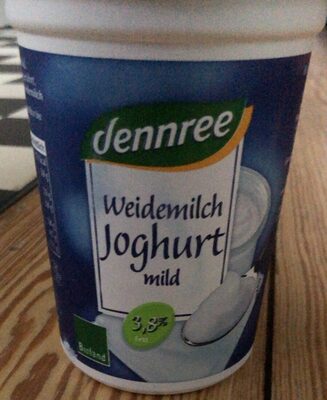 dennree
Weidemilch
Joghurt
mild
3,8%
Fett
Bioland